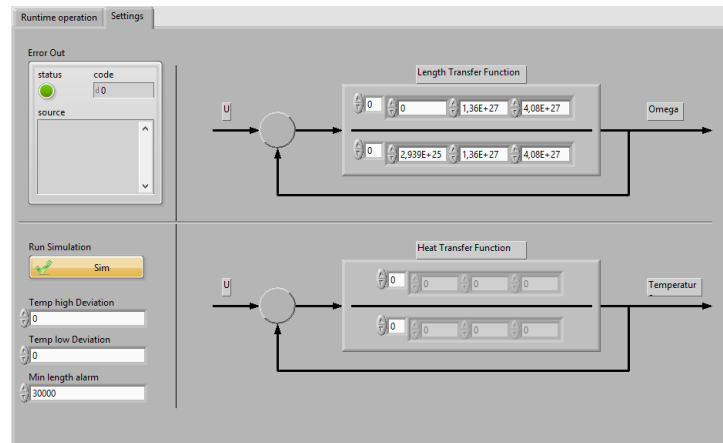 Runtime operation
Settings
Error Out
status
code
d 0
source
Length Transfer Function
U
0
0
1,36E+27
4,08E+27
Omega
0
2,939E+25
1,36E+27
4,08E+27
Run Simulation
Sim
Temp high Deviation
0
Temp low Deviation
0
Min length alarm
30000
Heat Transfer Function
U
0
0
0
0
Temperatur
0
0
0
0